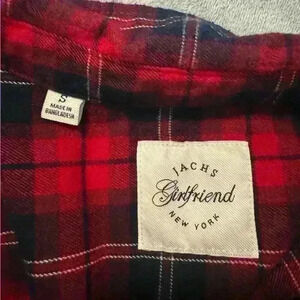 S
MADE IN
BANGLADESH
JACHS
Girlfriend
NEW YORK